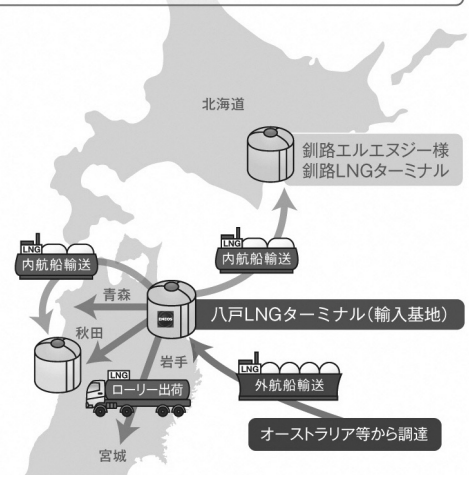 北海道
釧路エルエヌジー様
釧路LNGターミナル
LNG
内航船輸送
LNG
内航船輸送
青森
ENEOS
八戸LNGターミナル(輸入基地)
秋田
岩手
LNG
ローリー出荷
LNG
外航船輸送
オーストラリア等から調達
宮城